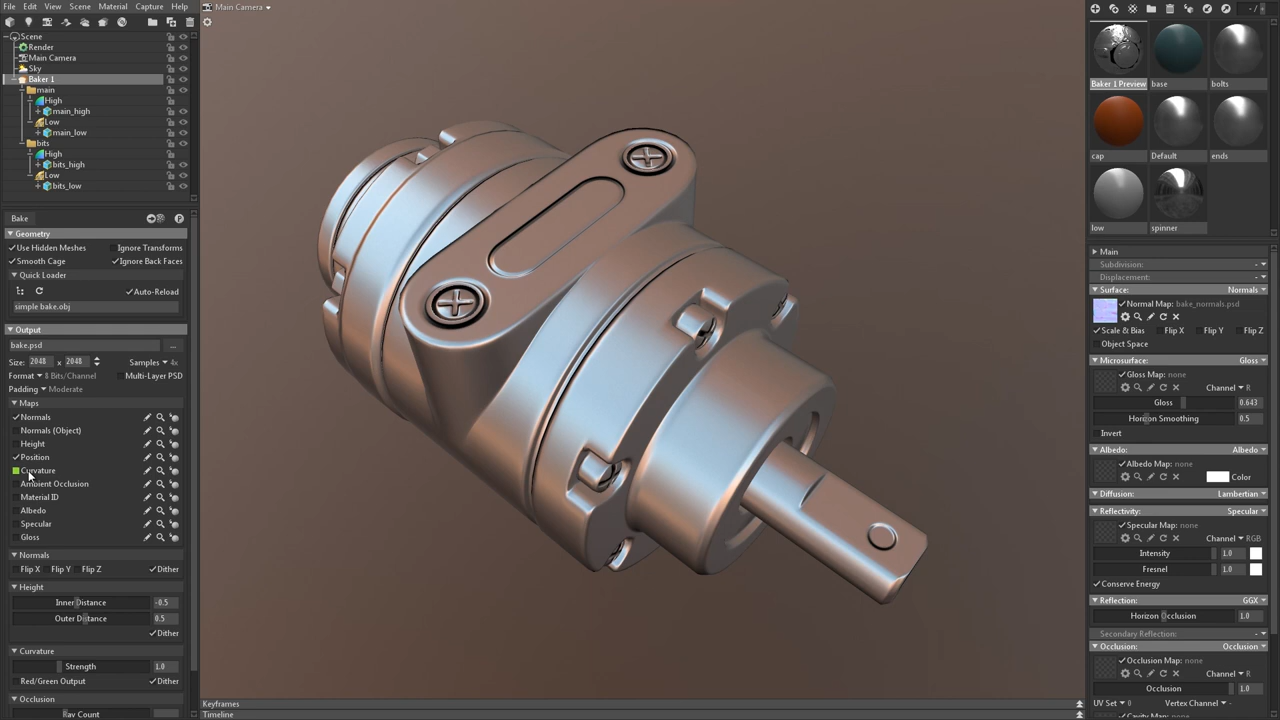 File Edit View Scene Material Capture Help
Main Camera
Scene
Render
Main Camera
Sky
Baker 1
main
High
main_high
Low
main_low
bits
High
bits_high
Low
bits_low
Bake P
Geometry
Use Hidden Meshes Ignore Transforms
Smooth Cage Ignore Back Faces
Quick Loader
Auto-Reload
simple bake.obj
Output
bake.psd ...
Size: 2048 x 2048 Samples 4x
Format 8 Bits/Channel Multi-Layer PSD
Padding Moderate
Maps
Normals
Normals (Object)
Height
Position
Curvature
Ambient Occlusion
Material ID
Albedo
Specular
Gloss
Normals
Flip X Flip Y Flip Z Dither
Height
Inner Distance -0.5
Outer Distance 0.5
Dither
Curvature
Strength 1.0
Red/Green Output Dither
Occlusion
Ray Count
Keyframes
Timeline
Baker 1 Preview base bolts
cap Default ends
low spinner
Main
Subdivision: -
Displacement: -
Surface: Normals
Normal Map: bake_normals.psd
Scale & Bias Flip X Flip Y Flip Z
Object Space
Microsurface: Gloss
Gloss Map: none
Channel R
Gloss 0.643
Horizon Smoothing 0.5
Invert
Albedo: Albedo
Albedo Map: none
Color
Diffusion: Lambertian
Reflectivity: Specular
Specular Map: none
Channel RGB
Intensity 1.0
Fresnel 1.0
Conserve Energy
Reflection: GGX
Horizon Occlusion 1.0
Secondary Reflection: -
Occlusion: Occlusion
Occlusion Map: none
Channel R
Occlusion 1.0
UV Set 0 Vertex Channel -
Cavity Map: none